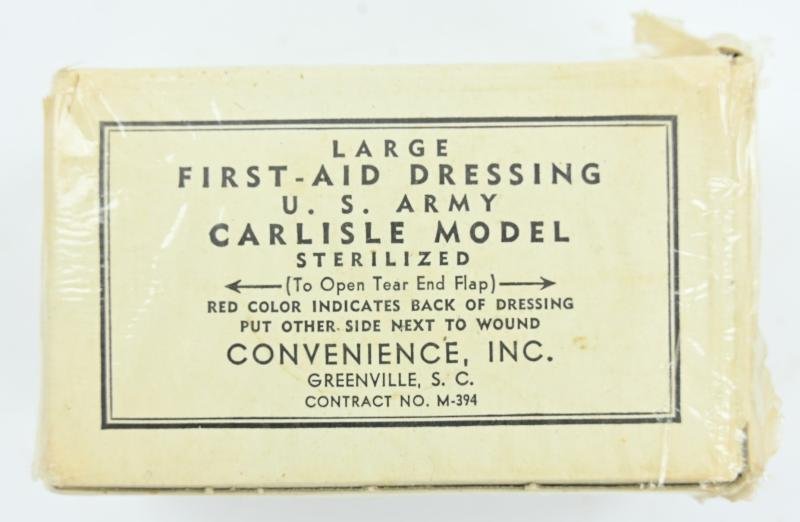 LARGE
FIRST-AID DRESSING
U. S. ARMY
CARLISLE MODEL
STERILIZED
(To Open Tear End Flap)
RED COLOR INDICATES BACK OF DRESSING
PUT OTHER SIDE NEXT TO WOUND
CONVENIENCE, INC.
GREENVILLE, S. C.
CONTRACT NO. M-394